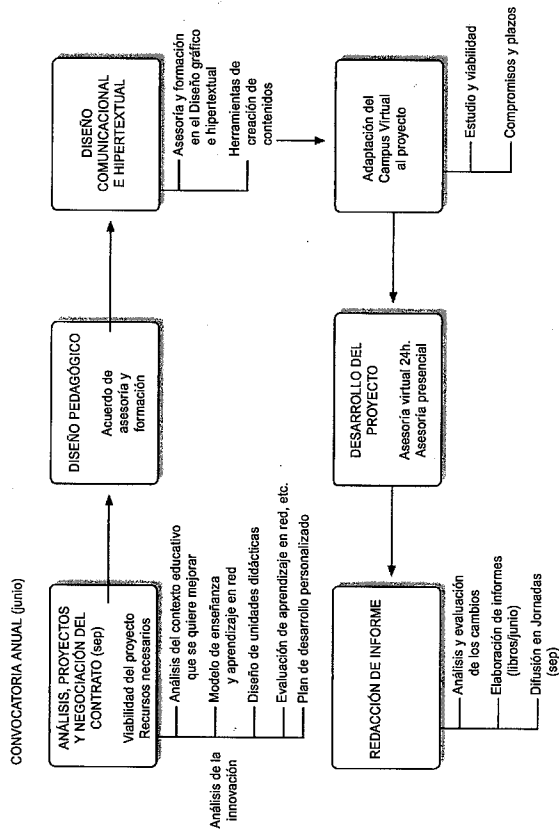 CONVOCATORIA ANUAL (junio)
ANÁLISIS, PROYECTOS
Y NEGOCIACIÓN DEL
CONTRATO (sep)
Viabilidad del proyecto
Recursos necesarios
Análisis de la
innovación
Análisis del contexto educativo
que se quiere mejorar
Modelo de enseñanza
y aprendizaje en red
Diseño de unidades didácticas
Evaluación de aprendizaje en red, etc.
Plan de desarrollo personalizado
DISEÑO PEDAGÓGICO
Acuerdo de
asesoría y
formación
DISEÑO
COMUNICACIONAL
E HIPERTEXTUAL
Asesoría y formación
en el Diseño gráfico
e hipertextual
Herramientas de
creación de
contenidos
Adaptación del
Campus Virtual
al proyecto
Estudio y viabilidad
Compromisos y plazos
DESARROLLO DEL
PROYECTO
Asesoría virtual 24h.
Asesoría presencial
REDACCIÓN DE INFORME
Análisis y evaluación
de los cambios
Elaboración de informes
(libros/junio)
Difusión en Jornadas
(sep)